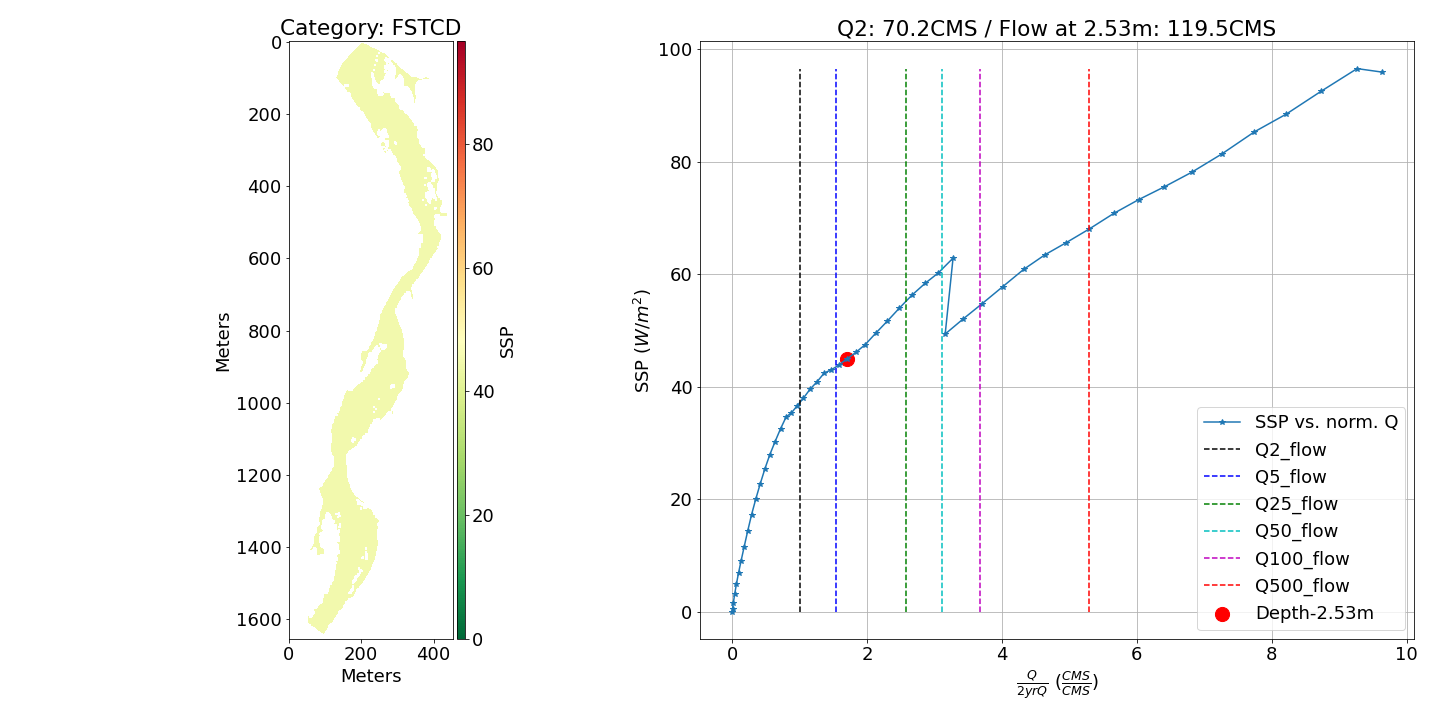 Category: FSTCD
0
200
400
600
800
1000
1200
1400
1600
Meters
0
200
400
Meters
80
60
40
20
0
SSP
Q2: 70.2CMS / Flow at 2.53m: 119.5CMS
100
80
60
40
20
0
SSP (W/m²)
0
2
4
6
8
10
Q/2yrQ (CMS/CMS)
SSP vs. norm. Q
Q2_flow
Q5_flow
Q25_flow
Q50_flow
Q100_flow
Q500_flow
Depth-2.53m